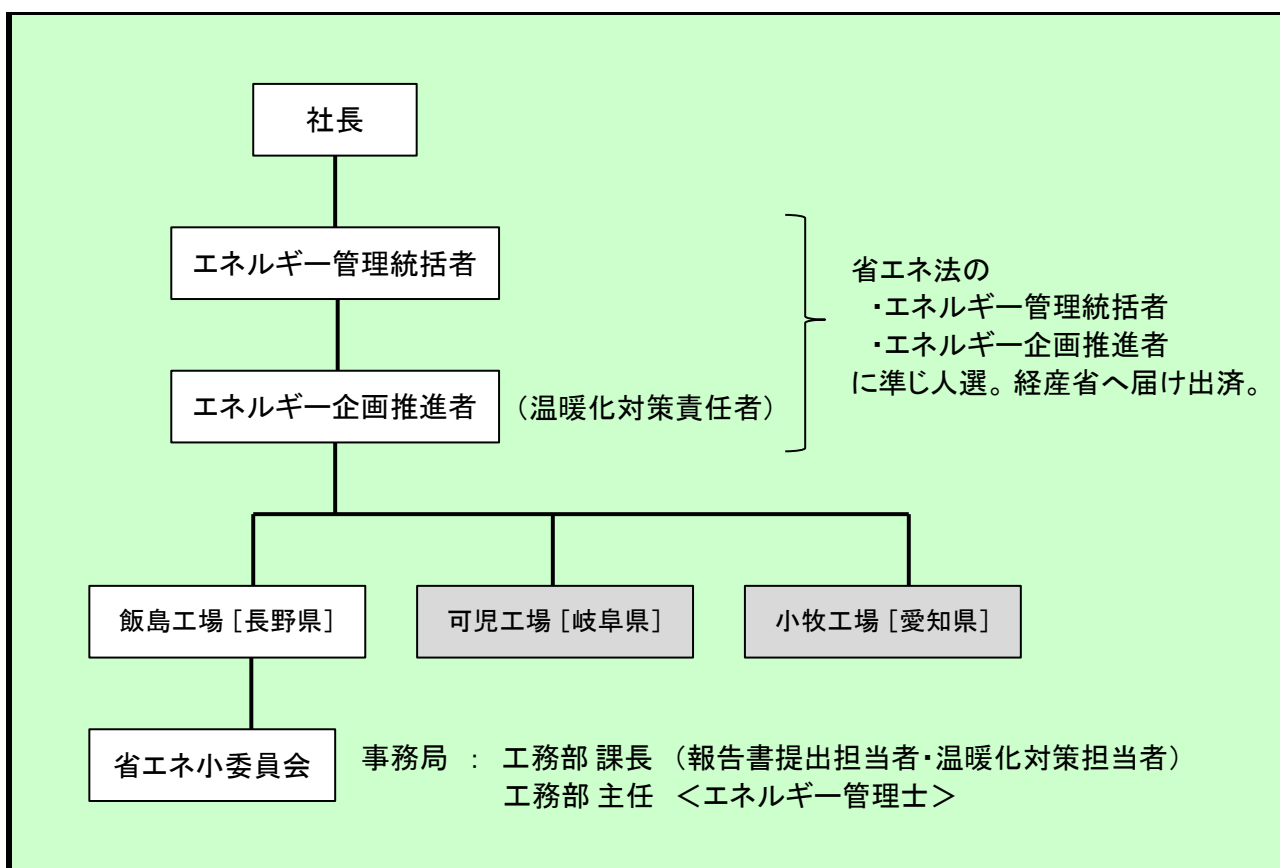 社長
エネルギー管理統括者
エネルギー企画推進者 (温暖化対策責任者)
省エネ法の
・エネルギー管理統括者
・エネルギー企画推進者
に準じ人選。経産省へ届け出済。
飯島工場[長野県]
可児工場[岐阜県]
小牧工場[愛知県]
省エネ小委員会
事務局 : 工務部 課長 (報告書提出担当者・温暖化対策担当者)
工務部 主任 <エネルギー管理士>